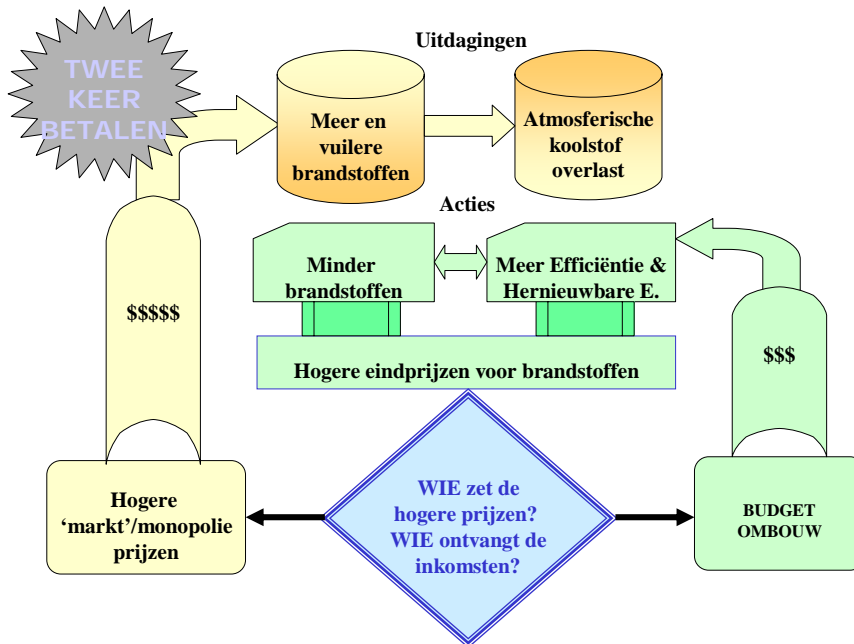 TWEE
KEER
BETALEN
Uitdagingen
Meer en
vuilere
brandstoffen
Atmosferische
koolstof
overlast
Acties
Minder
brandstoffen
Meer Efficiëntie &
Hernieuwbare E.
$$$$$
$$$
Hogere eindprijzen voor brandstoffen
Hogere
‘markt’/monopolie
prijzen
WIE zet de
hogere prijzen?
WIE ontvangt de
inkomsten?
BUDGET
OMBOUW